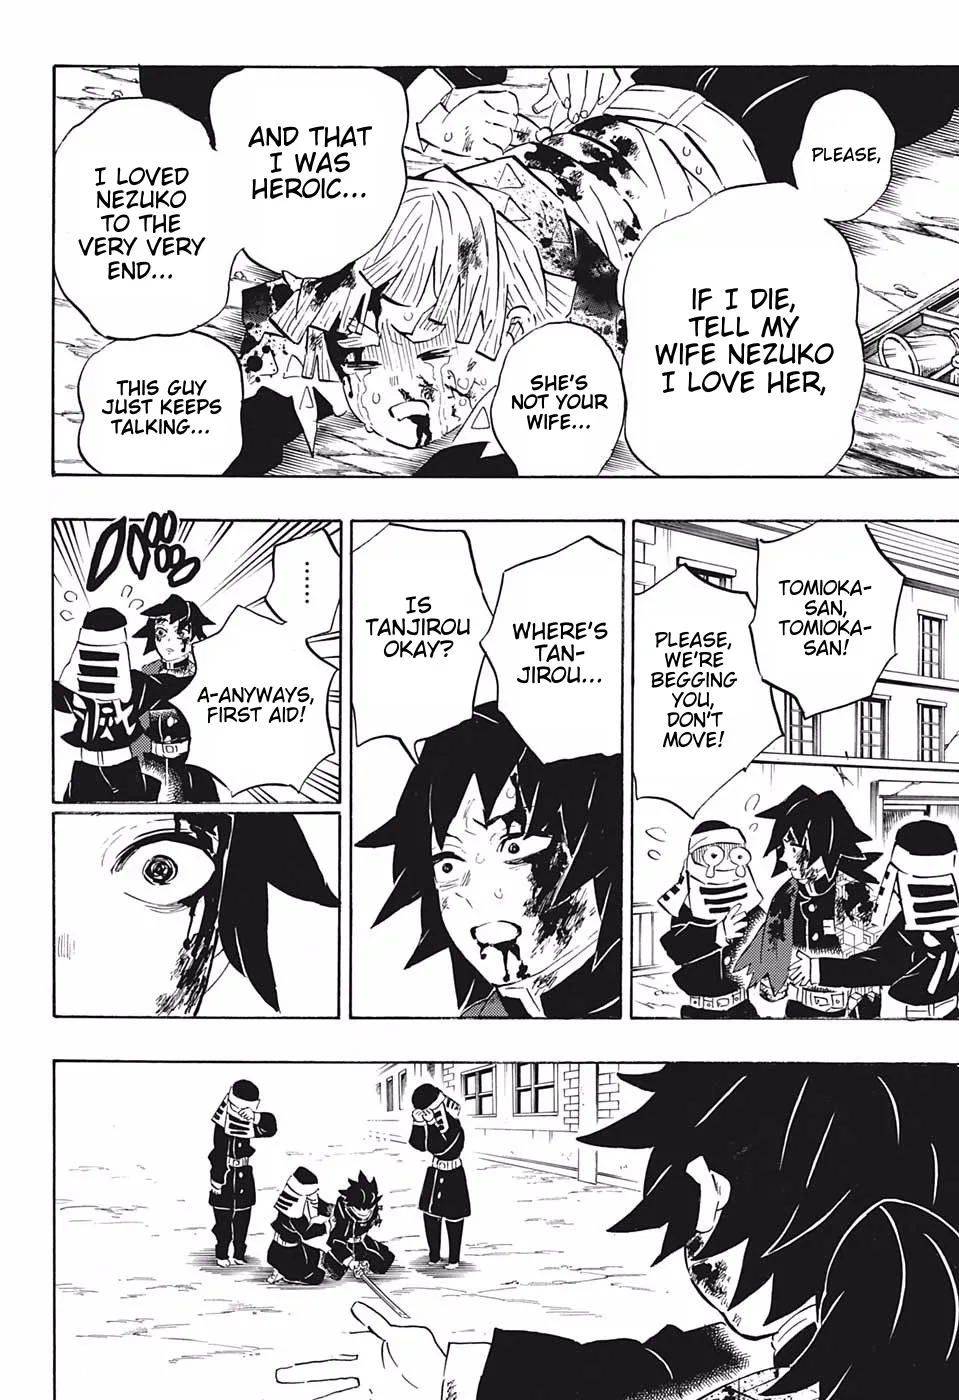 PLEASE,
IF I DIE,
TELL MY
WIFE NEZUKO
I LOVE HER,
SHE'S
NOT YOUR
WIFE...
AND THAT
I WAS
HEROIC...
I LOVED
NEZUKO
TO THE
VERY VERY
END...
THIS GUY
JUST KEEPS
TALKING...
TOMIOKA-
SAN,
TOMIOKA-
SAN!
PLEASE,
WE'RE
BEGGING
YOU,
DON'T
MOVE!
WHERE'S
TAN-
JIROU...
IS
TANJIROU
OKAY?
......
A-ANYWAYS,
FIRST AID!
滅